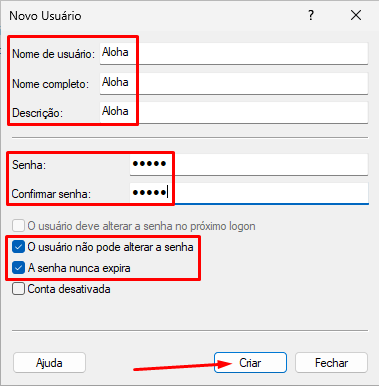 Novo Usuário ?
Nome de usuário: Aloha
Nome completo: Aloha
Descrição: Aloha
Senha: •••••
Confirmar senha: •••••
O usuário deve alterar a senha no próximo logon
O usuário não pode alterar a senha
A senha nunca expira
Conta desativada
Ajuda Criar Fechar